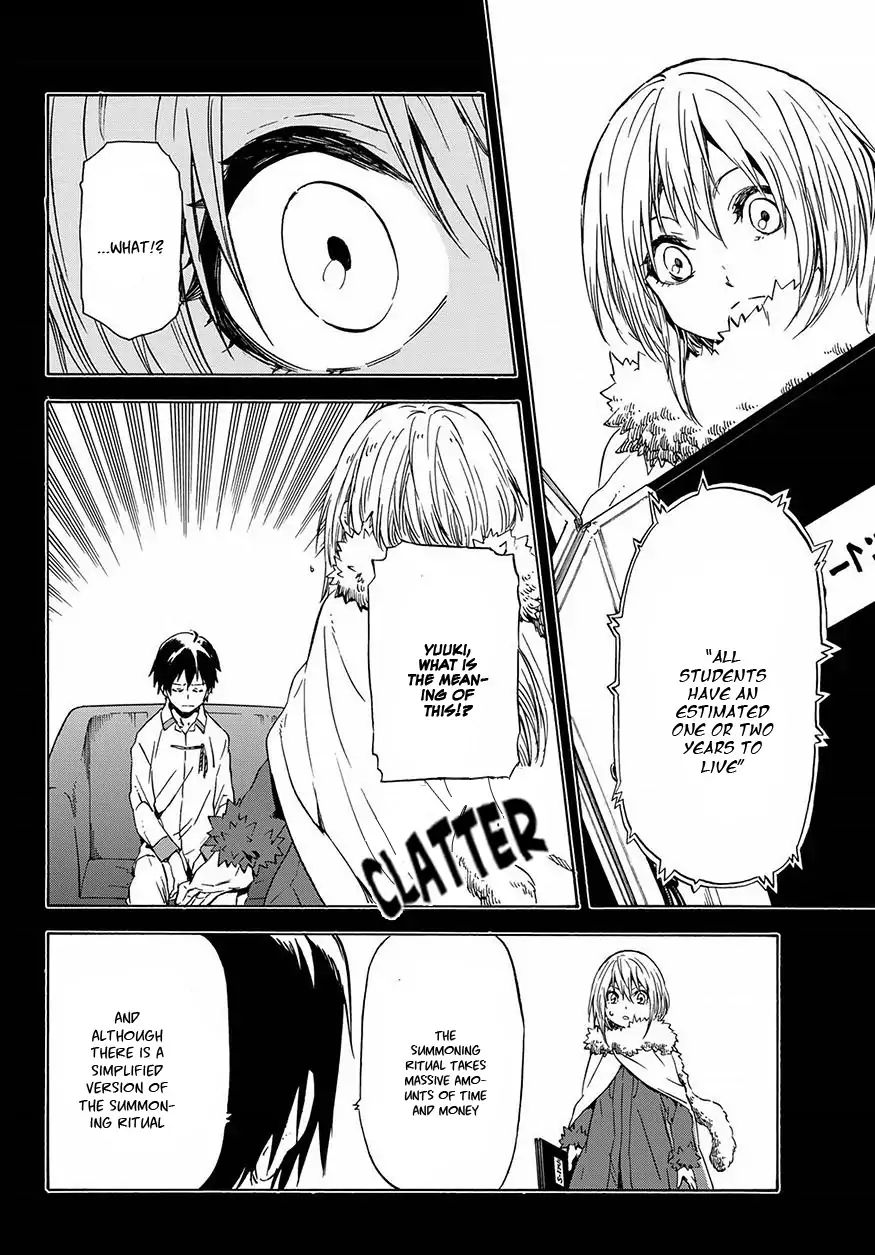 "ALL
STUDENTS
HAVE AN
ESTIMATED
ONE OR TWO
YEARS TO
LIVE"
...WHAT!?
YUUKI,
WHAT IS
THE MEAN-
ING OF
THIS!?
CLATTER
THE
SUMMONING
RITUAL TAKES
MASSIVE AMO-
UNTS OF TIME
AND MONEY
AND
ALTHOUGH
THERE IS A
SIMPLIFIED
VERSION OF
THE SUMMON-
ING RITUAL